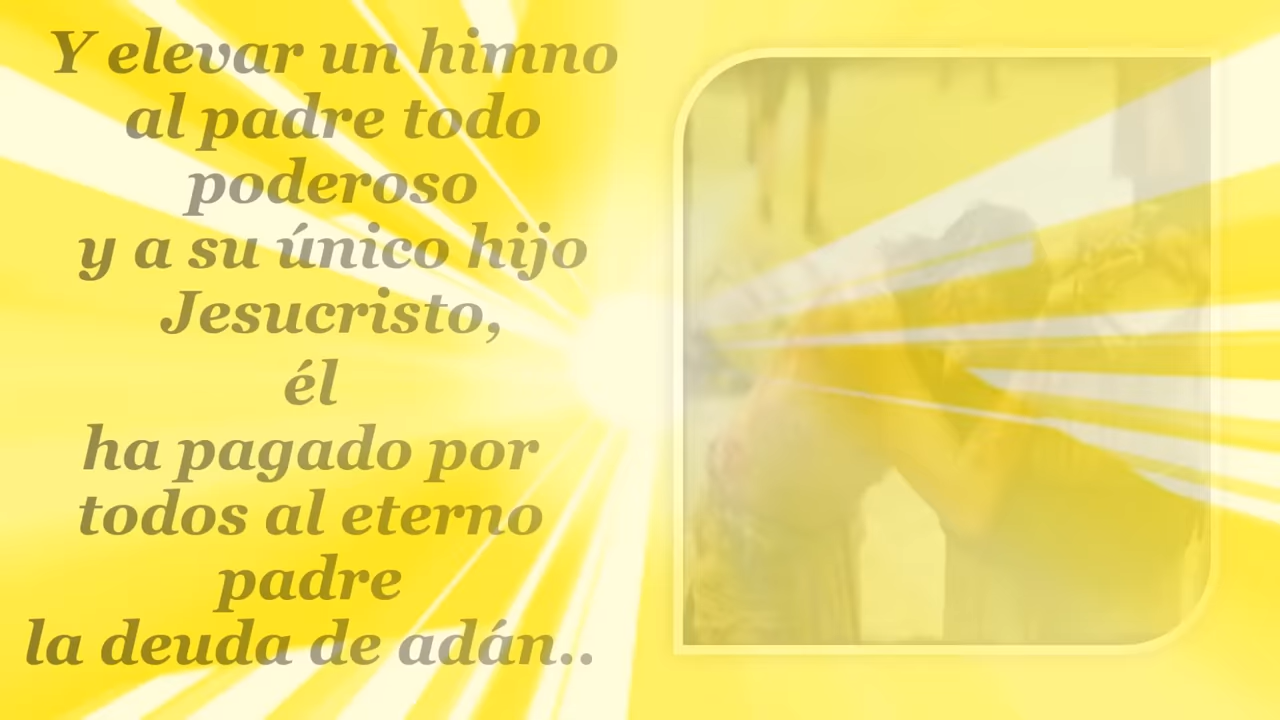 Y elevar un himno
al padre todo
poderoso
y a su único hijo
Jesucristo,
él
ha pagado por
todos al eterno
padre
la deuda de adán..